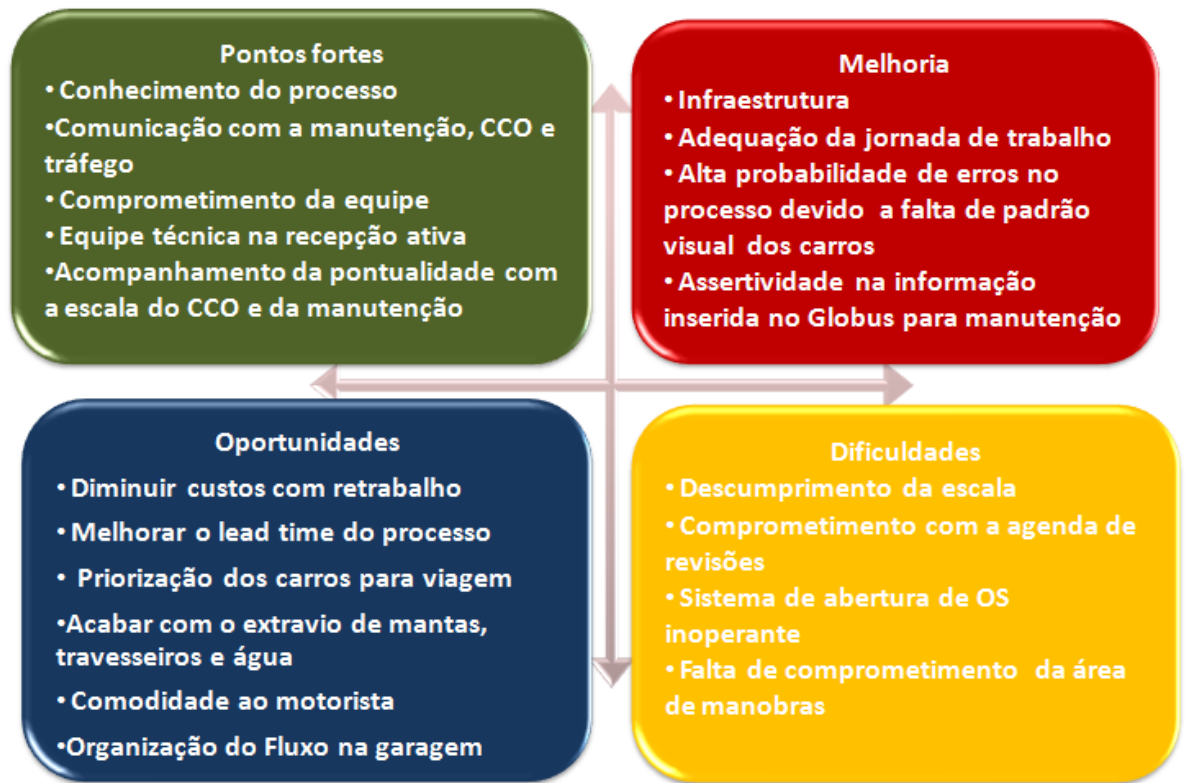 Pontos fortes
• Conhecimento do processo
•Comunicação com a manutenção, CCO e
tráfego
• Comprometimento da equipe
• Equipe técnica na recepção ativa
•Acompanhamento da pontualidade com
a escala do CCO e da manutenção
Melhoria
• Infraestrutura
• Adequação da jornada de trabalho
• Alta probabilidade de erros no
processo devido a falta de padrão
visual dos carros
• Assertividade na informação
inserida no Globus para manutenção
Oportunidades
• Diminuir custos com retrabalho
• Melhorar o lead time do processo
• Priorização dos carros para viagem
•Acabar com o extravio de mantas,
travesseiros e água
• Comodidade ao motorista
•Organização do Fluxo na garagem
Dificuldades
• Descumprimento da escala
• Comprometimento com a agenda de
revisões
• Sistema de abertura de OS
inoperante
• Falta de comprometimento da área
de manobras